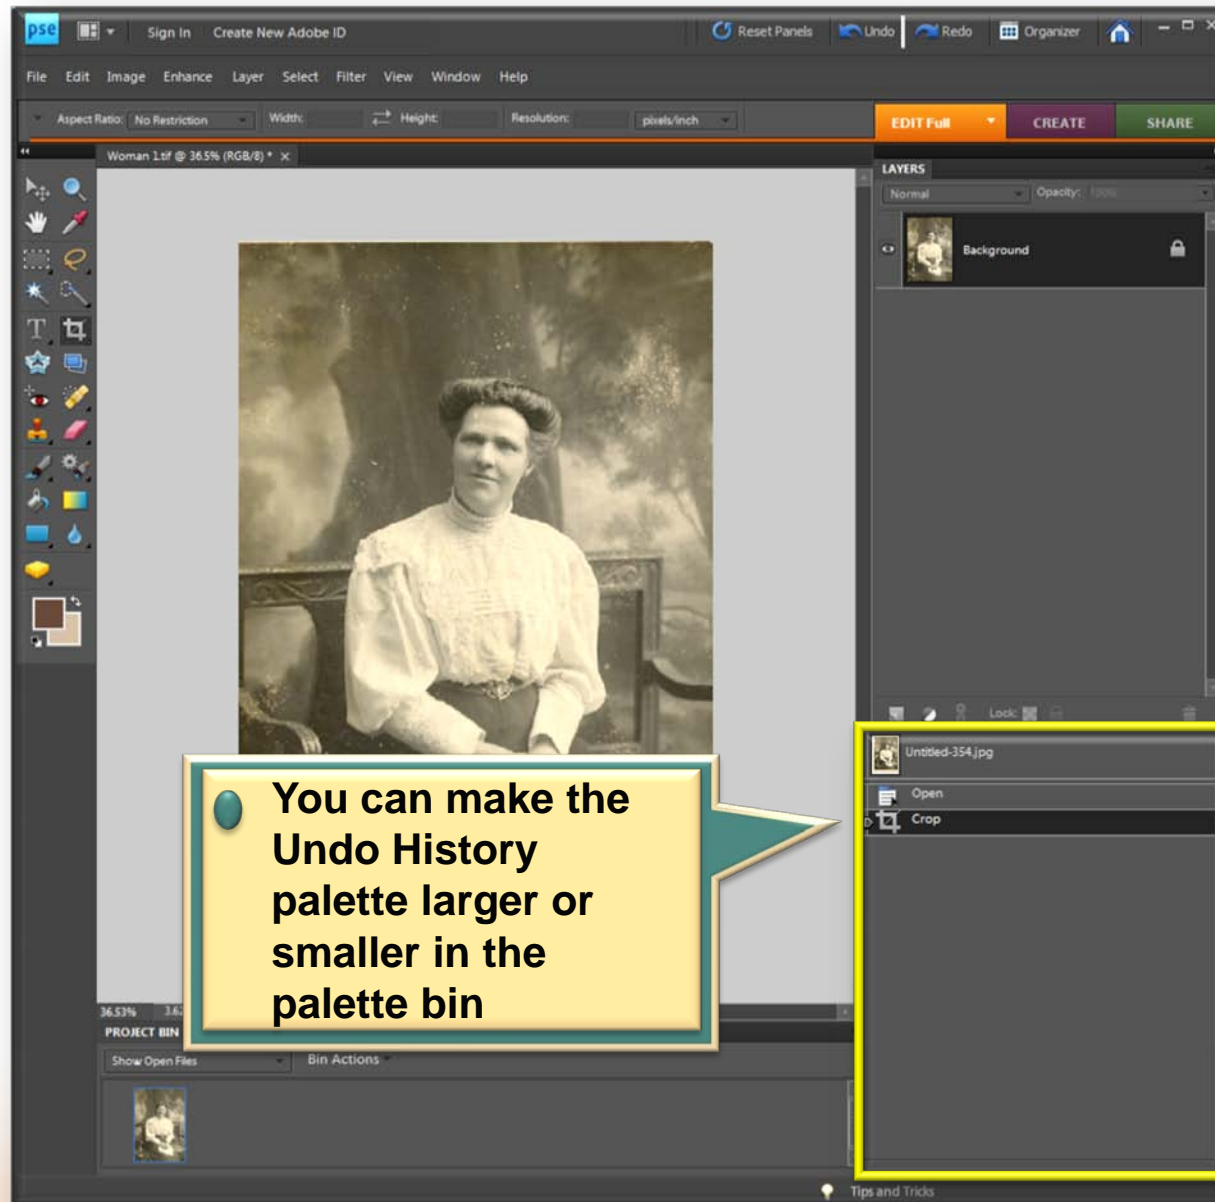 pse
Sign In Create New Adobe ID
Reset Panels Undo Redo Organizer
File Edit Image Enhance Layer Select Filter View Window Help
Aspect Ratio: No Restriction Width: Height: Resolution: pixels/inch
EDIT Full CREATE SHARE
Woman 1.tif @ 36.5% (RGB/8) * ×
LAYERS
Normal Opacity: 100%
Background
T
Lock:
Untitled-354.jpg
Open
Crop
You can make the
Undo History
palette larger or
smaller in the
palette bin
36.53% 3.62
PROJECT BIN
Show Open Files Bin Actions
Tips and Tricks